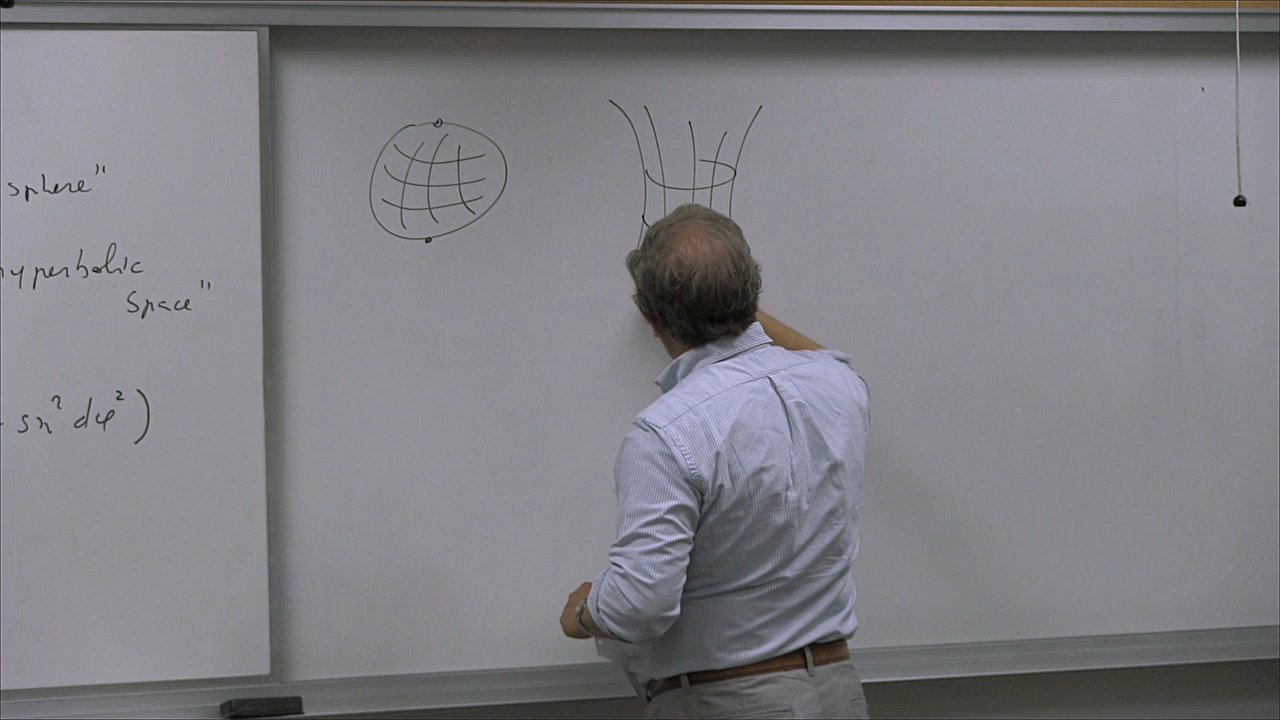 sphere"
hyperbolic
Space"
sn² dφ² )